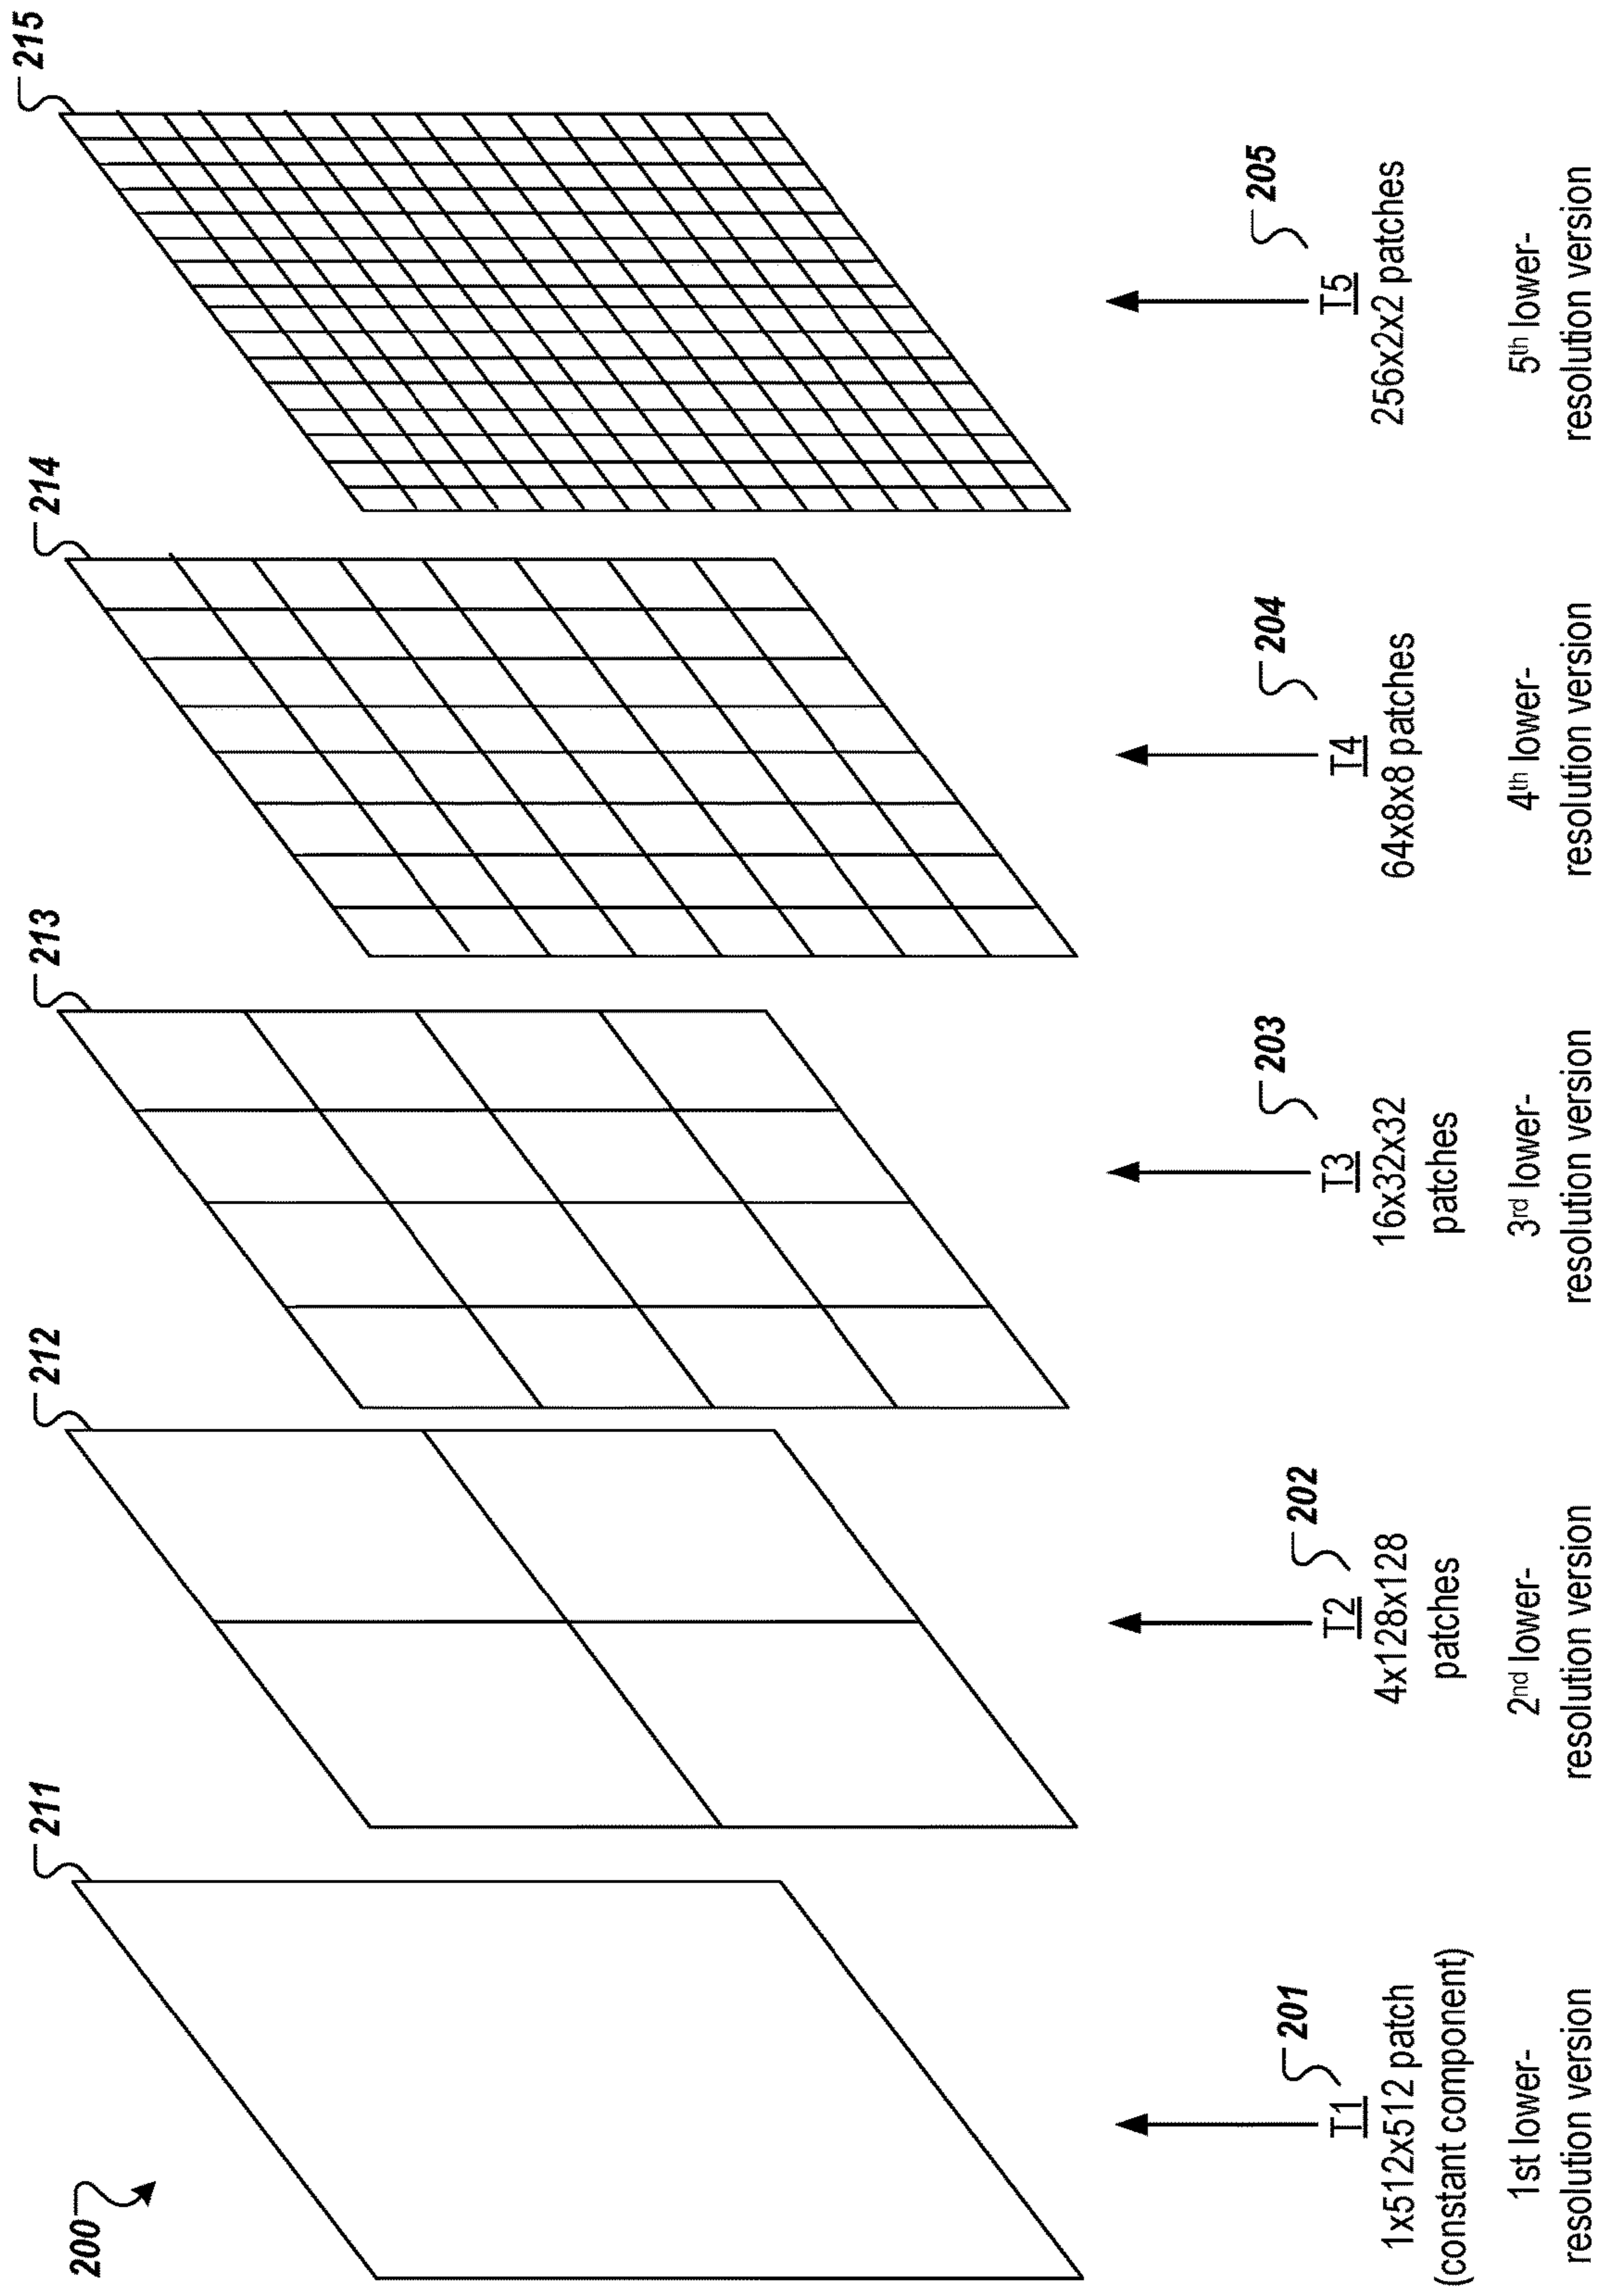 200
211
212
213
214
215
201
T1
1x512x512 patch
(constant component)
1st lower-
resolution version
202
T2
4x128x128
patches
2nd lower-
resolution version
203
T3
16x32x32
patches
3rd lower-
resolution version
204
T4
64x8x8 patches
4th lower-
resolution version
205
T5
256x2x2 patches
5th lower-
resolution version